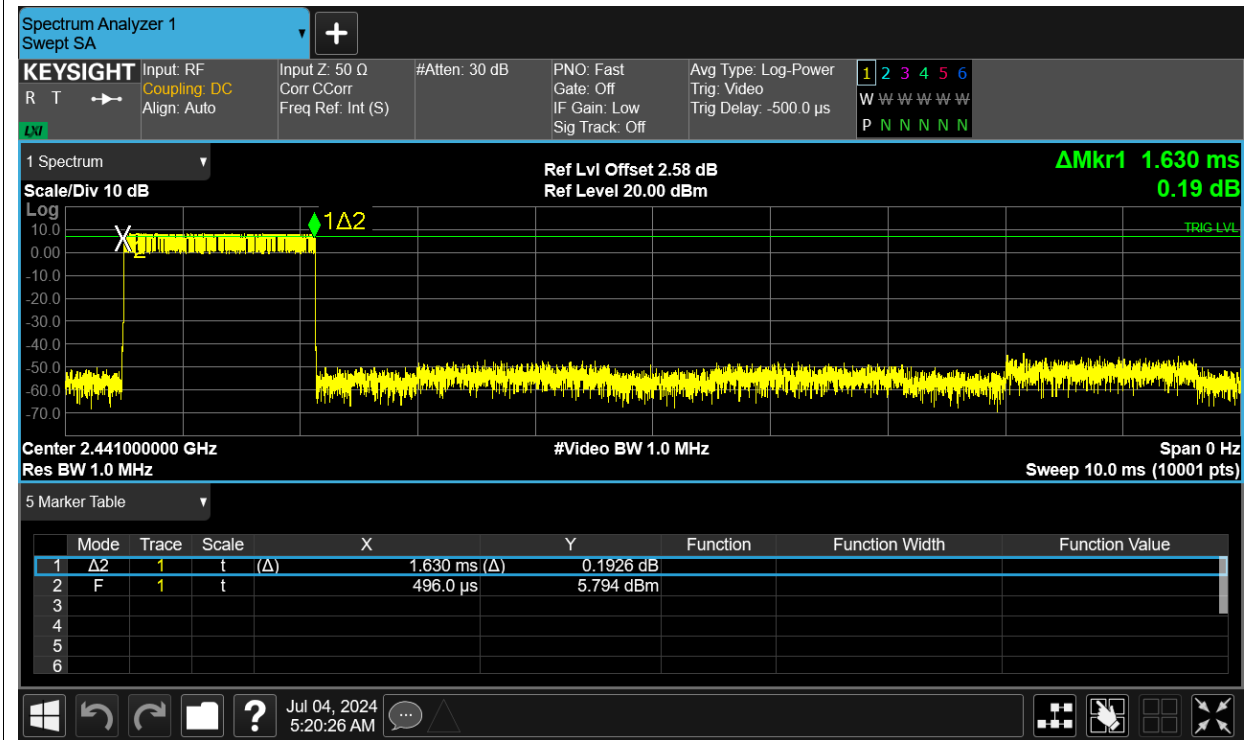 Spectrum Analyzer 1
Swept SA
KEYSIGHT Input: RF Input Z: 50 Ω #Atten: 30 dB PNO: Fast Avg Type: Log-Power 1 2 3 4 5 6
R T Coupling: DC Corr CCorr Gate: Off Trig: Video W W W W W W
Align: Auto Freq Ref: Int (S) IF Gain: Low Trig Delay: -500.0 µs
LXI Sig Track: Off P N N N N N
1 Spectrum Ref Lvl Offset 2.58 dB ΔMkr1 1.630 ms
Scale/Div 10 dB Ref Level 20.00 dBm 0.19 dB
Log
1Δ2
10.0 TRIG LVL
0.00
-10.0
-20.0
-30.0
-40.0
-50.0
-60.0
-70.0
Center 2.441000000 GHz #Video BW 1.0 MHz Span 0 Hz
Res BW 1.0 MHz Sweep 10.0 ms (10001 pts)
5 Marker Table
Mode Trace Scale X Y Function Function Width Function Value
1 Δ2 1 t (Δ) 1.630 ms (Δ) 0.1926 dB
2 F 1 t 496.0 µs 5.794 dBm
3
4
5
6
? Jul 04, 2024
5:20:26 AM